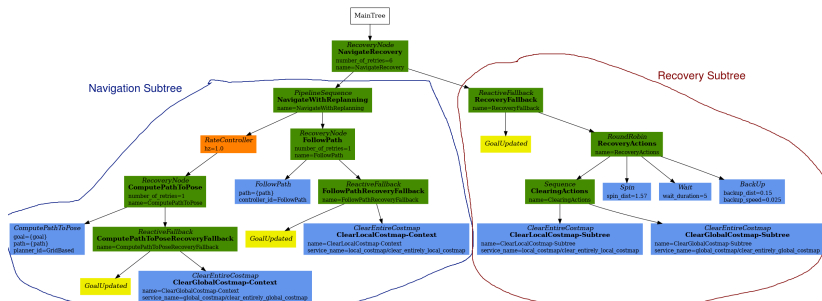 MainTree
RecoveryNode
NavigateRecovery
number_of_retries=6
name=NavigateRecovery
Navigation Subtree
Recovery Subtree
PipelineSequence
NavigateWithReplanning
name=NavigateWithReplanning
ReactiveFallback
RecoveryFallback
name=RecoveryFallback
RateController
hz=1.0
RecoveryNode
FollowPath
number_of_retries=1
name=FollowPath
GoalUpdated
RoundRobin
RecoveryActions
name=RecoveryActions
RecoveryNode
ComputePathToPose
number_of_retries=1
name=ComputePathToPose
FollowPath
path={path}
controller_id=FollowPath
ReactiveFallback
FollowPathRecoveryFallback
name=FollowPathRecoveryFallback
Sequence
ClearingActions
name=ClearingActions
Spin
spin_dist=1.57
Wait
wait_duration=5
BackUp
backup_dist=0.15
backup_speed=0.025
ComputePathToPose
goal={goal}
path={path}
planner_id=GridBased
ReactiveFallback
ComputePathToPoseRecoveryFallback
name=ComputePathToPoseRecoveryFallback
GoalUpdated
ClearEntireCostmap
ClearLocalCostmap-Context
name=ClearLocalCostmap-Context
service_name=local_costmap/clear_entirely_local_costmap
ClearEntireCostmap
ClearLocalCostmap-Subtree
name=ClearLocalCostmap-Subtree
service_name=local_costmap/clear_entirely_local_costmap
ClearEntireCostmap
ClearGlobalCostmap-Subtree
name=ClearGlobalCostmap-Subtree
service_name=global_costmap/clear_entirely_global_costmap
GoalUpdated
ClearEntireCostmap
ClearGlobalCostmap-Context
name=ClearGlobalCostmap-Context
service_name=global_costmap/clear_entirely_global_costmap